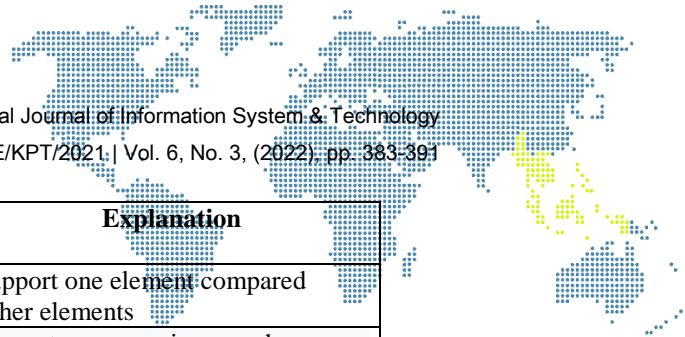 al Journal of Information System & Technology
E/KPT/2021 | Vol. 6, No. 3, (2022), pp. 383-391
Explanation
pport one element compared
her elements